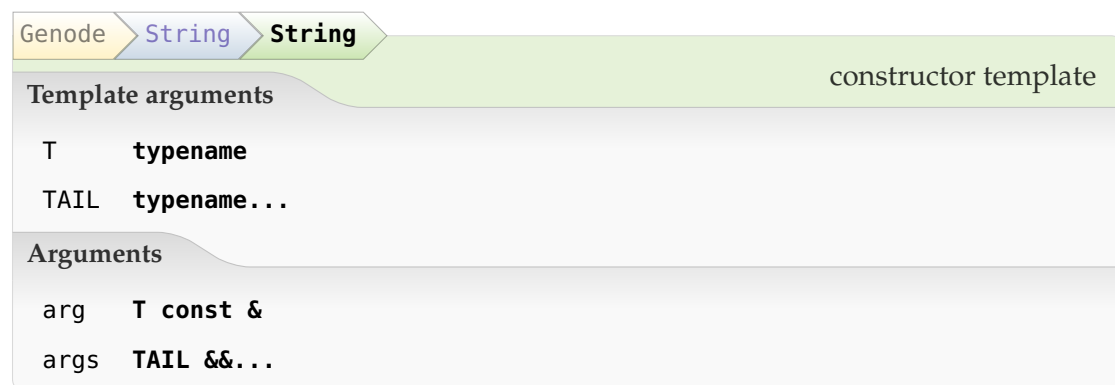 Genode String String
constructor template
Template arguments
T typename
TAIL typename...
Arguments
arg T const &
args TAIL &&...